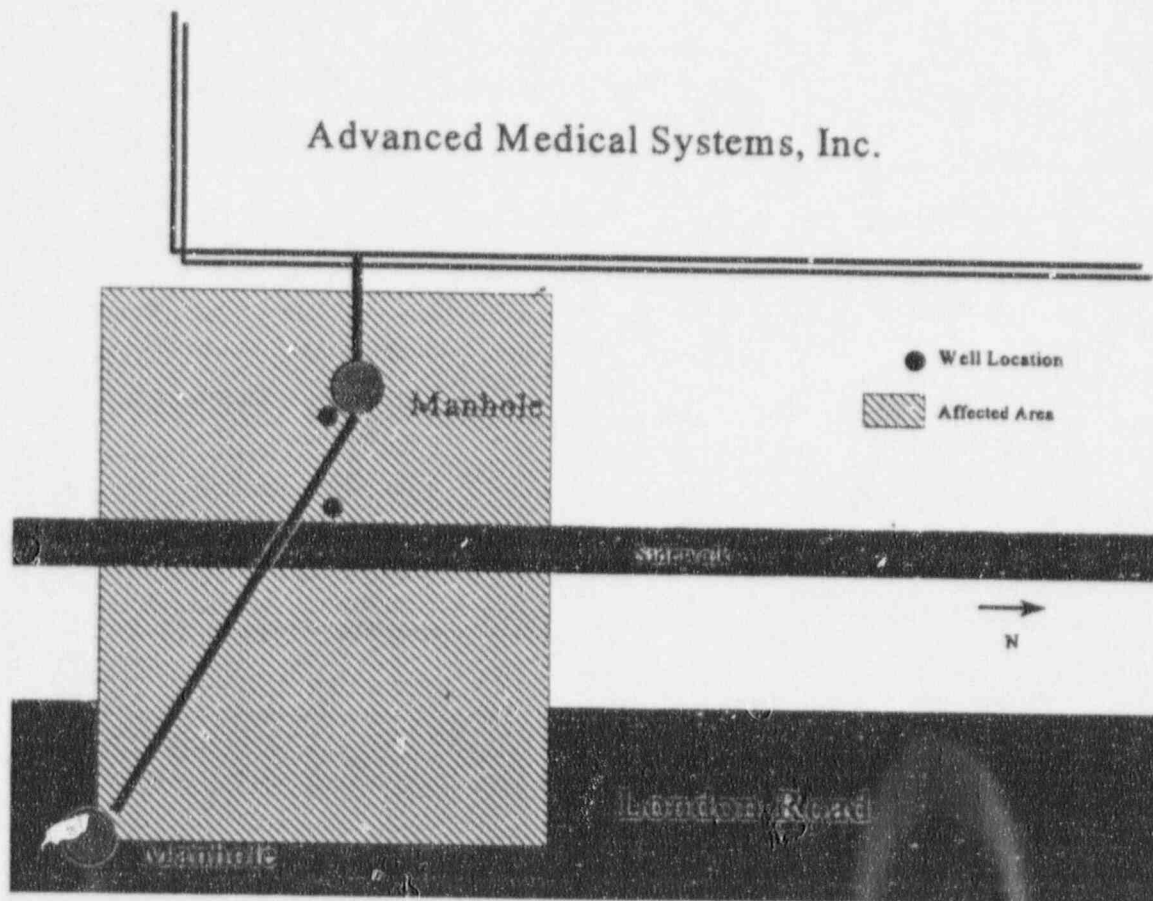 Advanced Medical Systems, Inc.
Well Location
Manhole
Affected Area
Sidewalk
N
London Road
Manhole